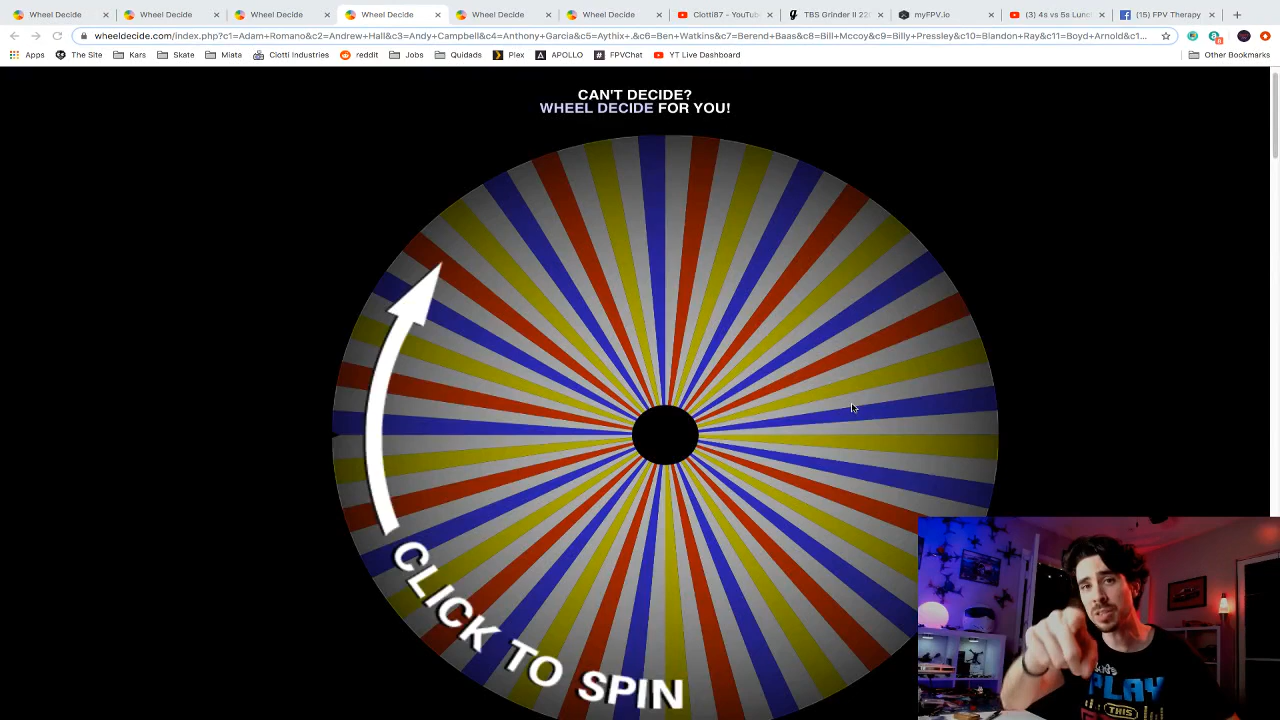 Wheel Decide
Wheel Decide
Wheel Decide
Wheel Decide
Wheel Decide
Wheel Decide
Ciotti87 - YouTube
TBS Grinder II 22
myFPV.io
(3) 4s vs 5s Lunc
(15) FPV Therapy
wheeldecide.com/index.php?c1=Adam+Romano&c2=Andrew+Hall&c3=Andy+Campbell&c4=Anthony+Garcia&c5=Aythix+.&c6=Ben+Watkins&c7=Berend+Baas&c8=Bill+Mccoy&c9=Billy+Pressley&c10=Blandon+Ray&c11=Boyd+Arnold&c1...
Apps
The Site
Kars
Skate
Miata
Ciotti Industries
reddit
Jobs
Quidads
Plex
APOLLO
FPVChat
YT Live Dashboard
Other Bookmarks
CAN'T DECIDE?
WHEEL DECIDE FOR YOU!
CLICK TO SPIN
PLAY
THIS